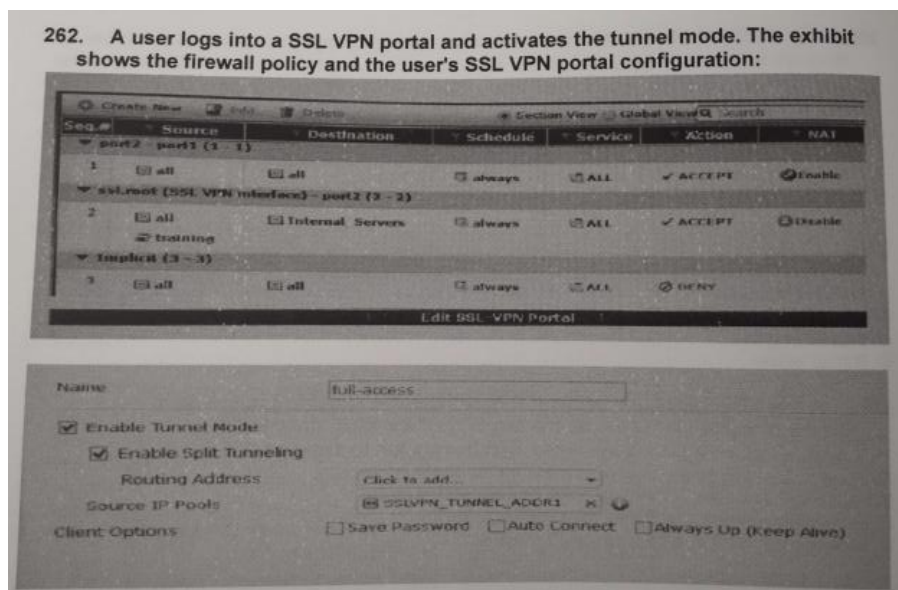 262. A user logs into a SSL VPN portal and activates the tunnel mode. The exhibit
shows the firewall policy and the user's SSL VPN portal configuration:
Create New Edit Delete Section View Global View Search
Seq.# Source Destination Schedule Service Action NAT
port2 - port1 (1 - 1)
1 all all always ALL ACCEPT Enable
ssl.root (SSL VPN interface) - port2 (2 - 2)
2 all Internal Servers always ALL ACCEPT Disable
training
Implicit (3 - 3)
3 all all always ALL DENY
Edit SSL VPN Portal
Name full-access
Enable Tunnel Mode
Enable Split Tunneling
Routing Address Click to add...
Source IP Pools SSLVPN_TUNNEL_ADDR1
Client Options Save Password Auto Connect Always Up (Keep Alive)